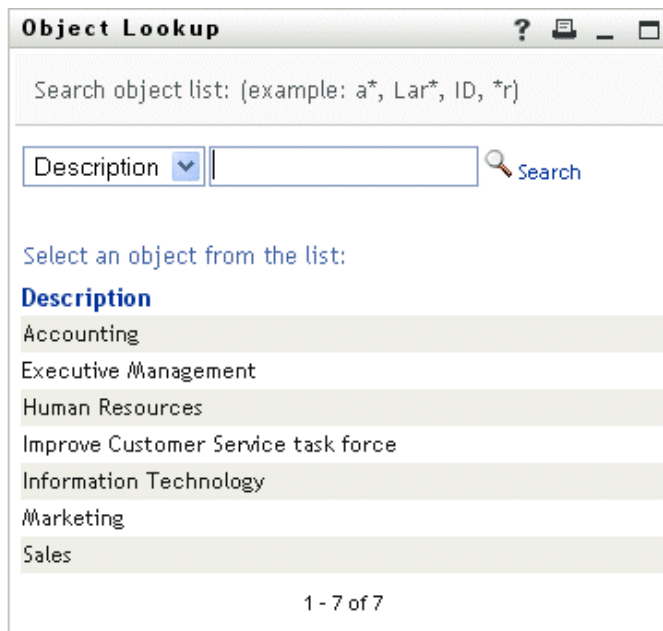 Object Lookup ?
Search object list: (example: a*, Lar*, ID, *r)
Description Search
Select an object from the list:
Description
Accounting
Executive Management
Human Resources
Improve Customer Service task force
Information Technology
Marketing
Sales
1 - 7 of 7